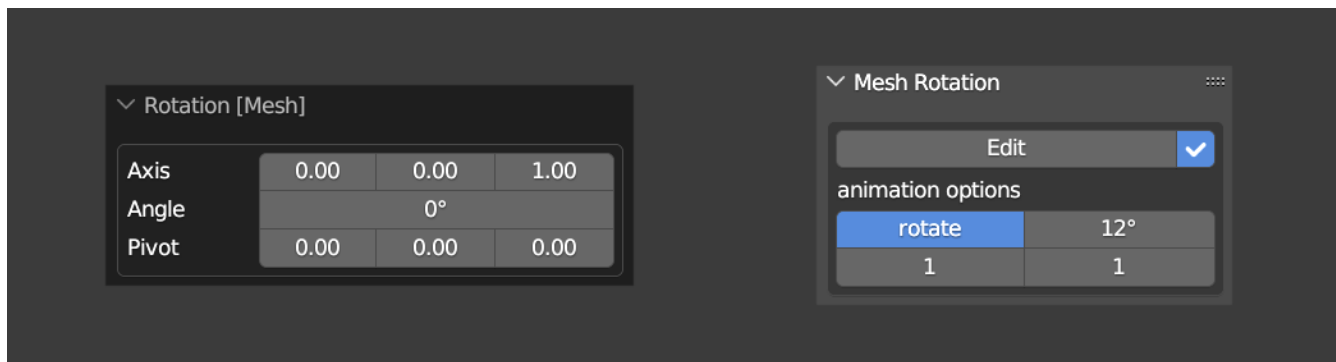 Rotation [Mesh]
Axis 0.00 0.00 1.00
Angle 0°
Pivot 0.00 0.00 0.00
Mesh Rotation
Edit
animation options
rotate 12°
1 1